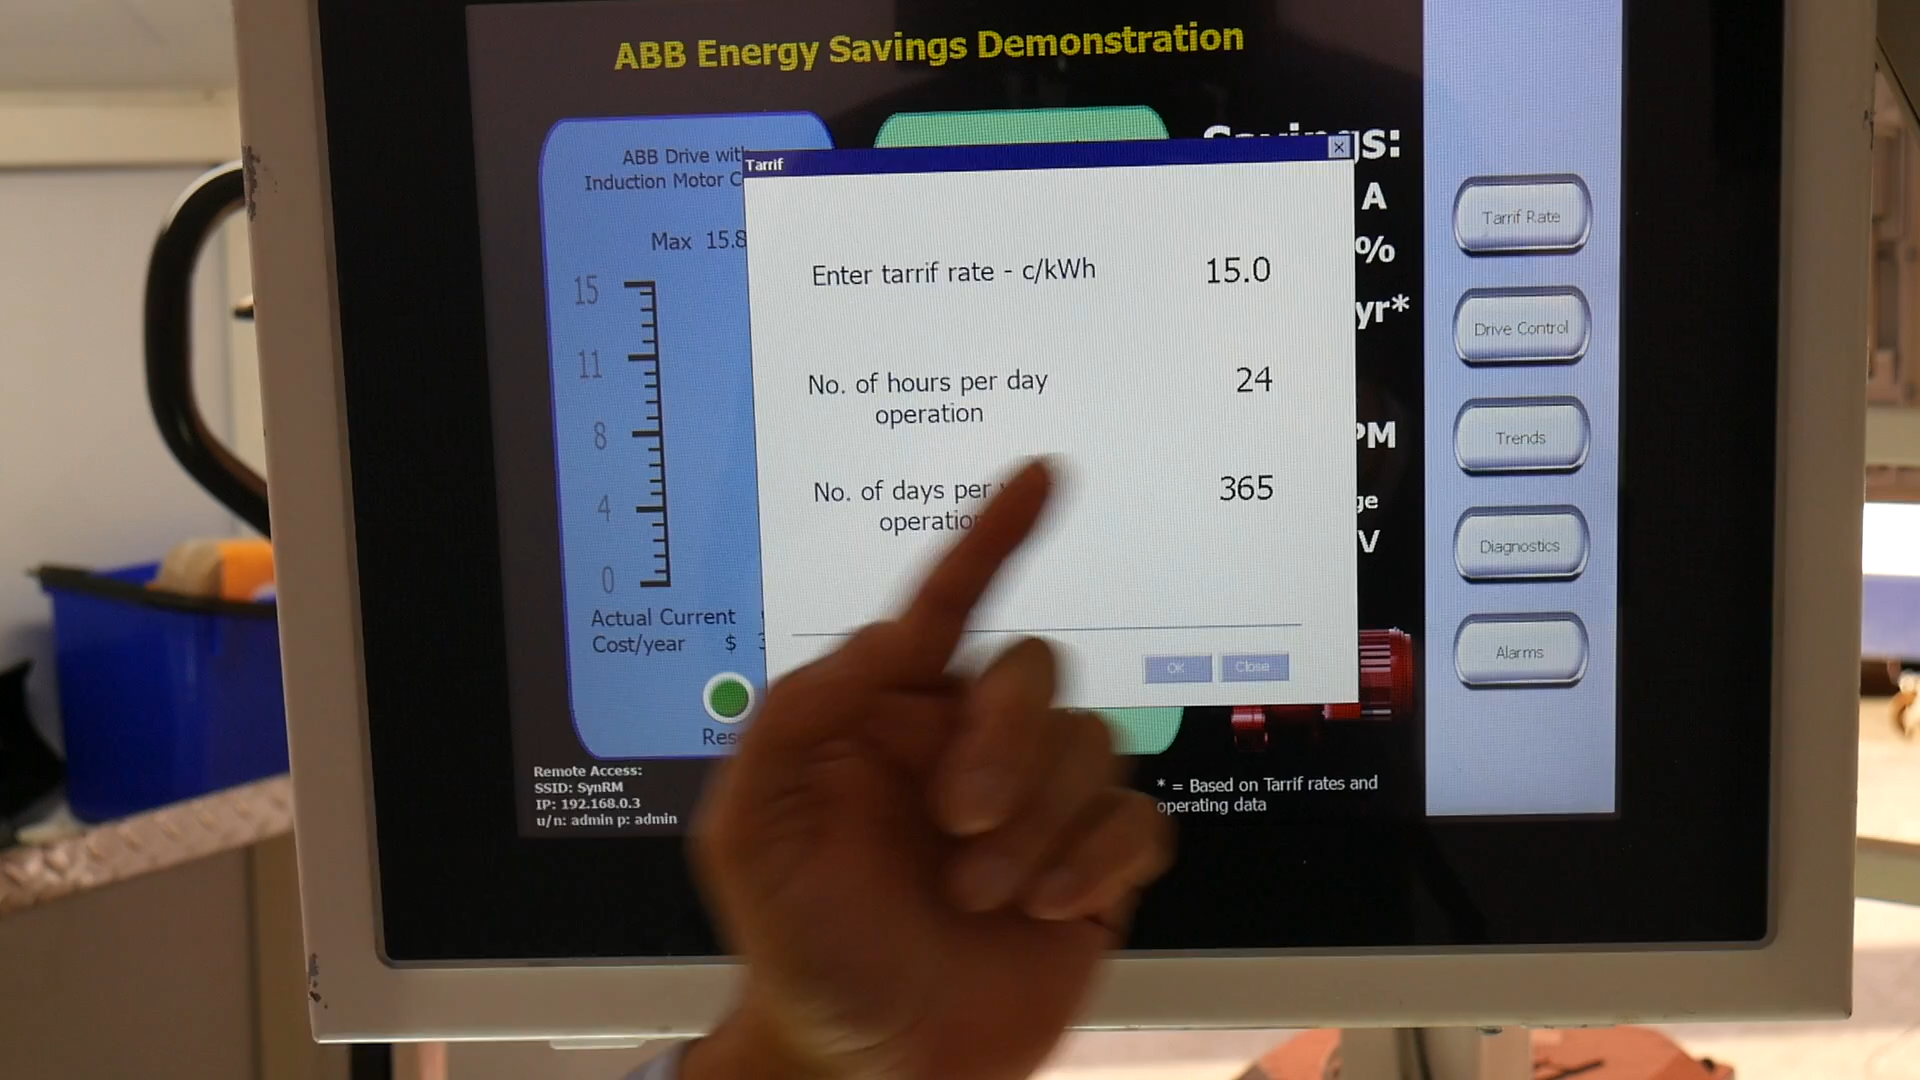 ABB Energy Savings Demonstration
ABB Drive with
Induction Motor C
Max 15.8
15
11
8
4
0
Actual Current
Cost/year $
Remote Access:
SSID: SynRM
IP: 192.168.0.3
u/n: admin p: admin
Tarrif
Enter tarrif rate - c/kWh 15.0
No. of hours per day 24
operation
No. of days per 365
operation
OK Close
Savings:
A
%
yr*
PM
V
* = Based on Tarrif rates and
operating data
Tarrif Rate
Drive Control
Trends
Diagnostics
Alarms